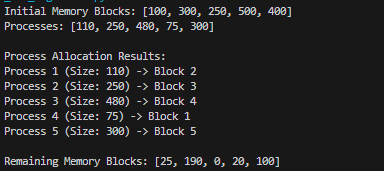 Initial Memory Blocks: [100, 300, 250, 500, 400]
Processes: [110, 250, 480, 75, 300]
Process Allocation Results:
Process 1 (Size: 110) -> Block 2
Process 2 (Size: 250) -> Block 3
Process 3 (Size: 480) -> Block 4
Process 4 (Size: 75) -> Block 1
Process 5 (Size: 300) -> Block 5
Remaining Memory Blocks: [25, 190, 0, 20, 100]